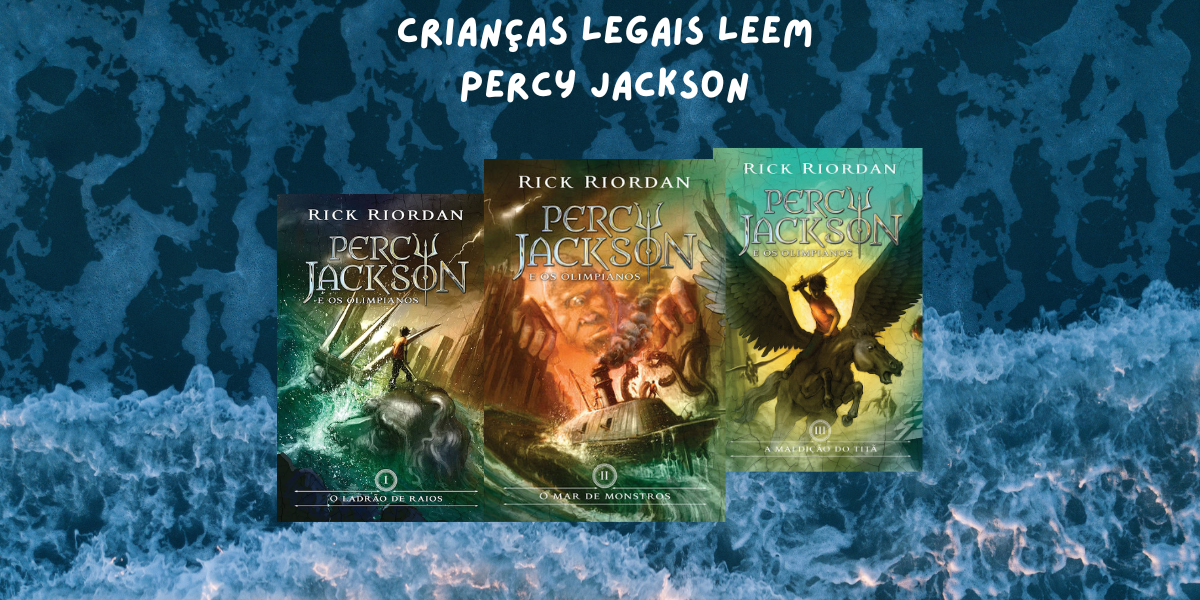 CRIANÇAS LEGAIS LEEM
PERCY JACKSON
RICK RIORDAN
PERCY
JACKSON
E OS OLIMPIANOS
I
O LADRÃO DE RAIOS
RICK RIORDAN
PERCY
JACKSON
E OS OLIMPIANOS
II
O MAR DE MONSTROS
RICK RIORDAN
PERCY
JACKSON
E OS OLIMPIANOS
III
A MALDIÇÃO DO TITÃ